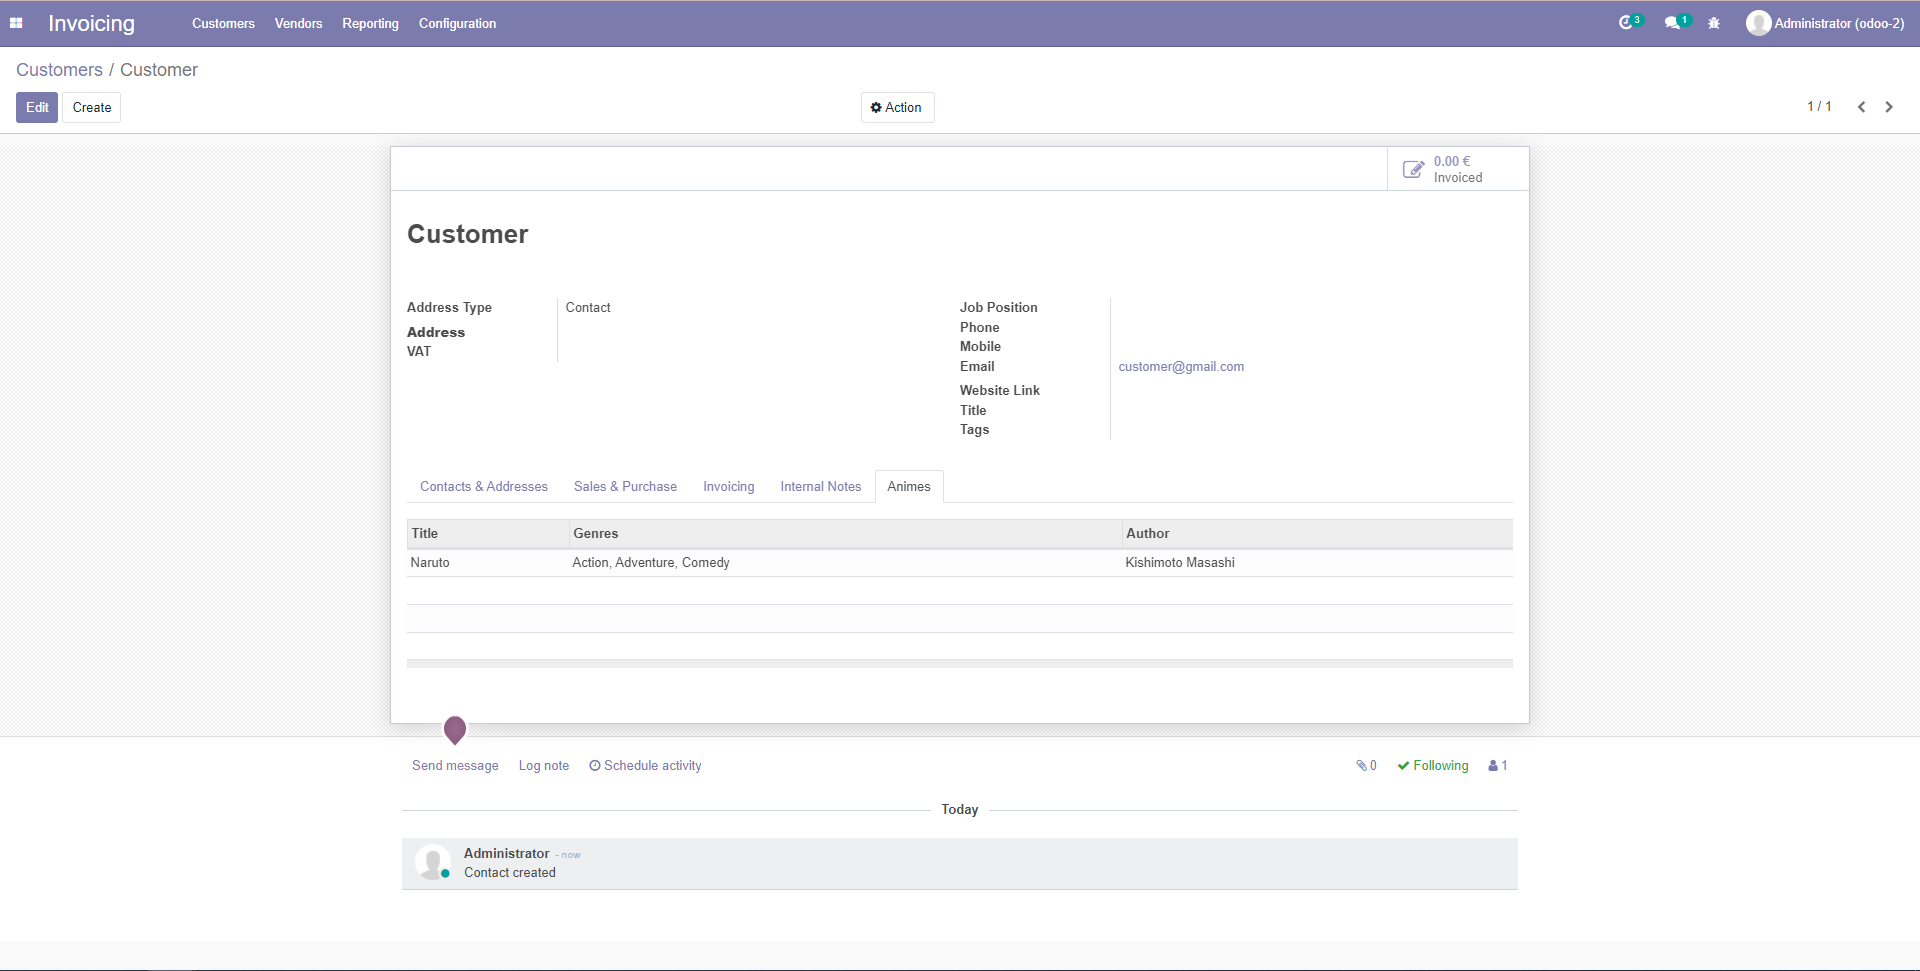 Invoicing Customers Vendors Reporting Configuration 3 1 Administrator (odoo-2)
Customers / Customer
Edit Create Action 1 / 1
0.00 €
Invoiced
Customer
Address Type Contact
Address
VAT
Job Position
Phone
Mobile
Email customer@gmail.com
Website Link
Title
Tags
Contacts & Addresses Sales & Purchase Invoicing Internal Notes Animes
Title Genres Author
Naruto Action, Adventure, Comedy Kishimoto Masashi
Send message Log note Schedule activity 0 Following 1
Today
Administrator - now
Contact created